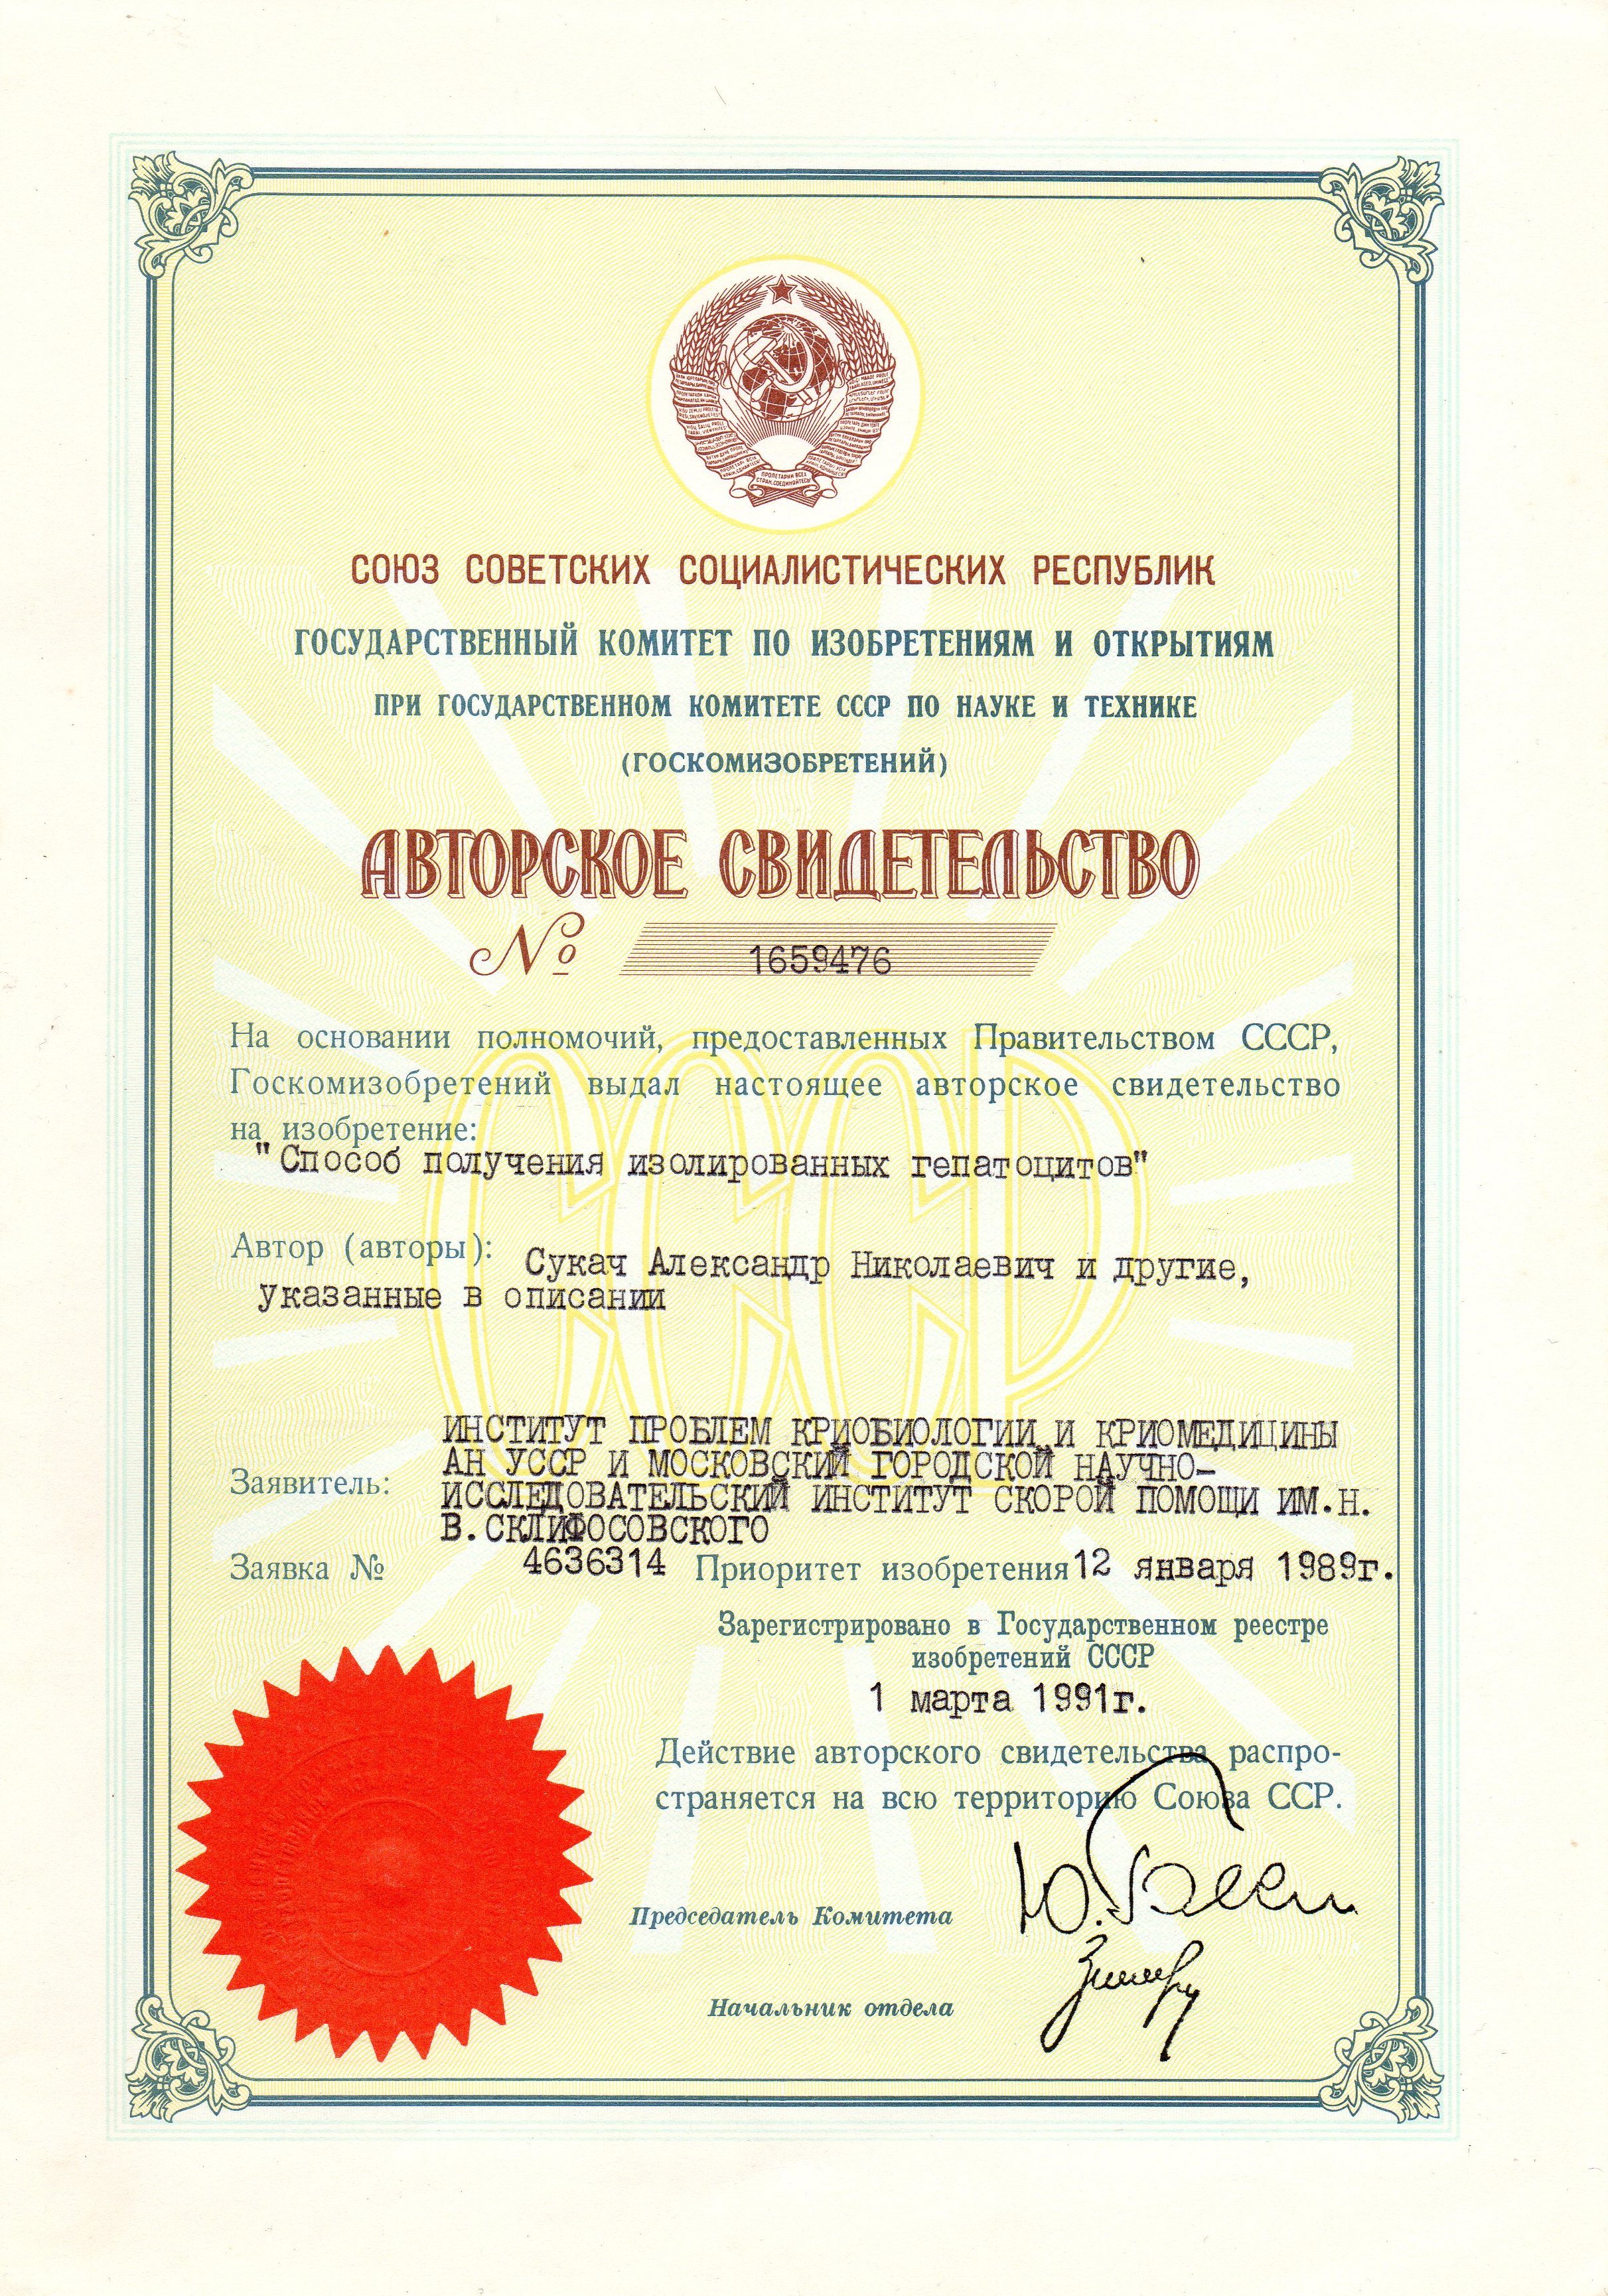 ПРОЛЕТАРИИ ВСЕХ
СТРАН, СОЕДИНЯЙТЕСЬ!
СОЮЗ СОВЕТСКИХ СОЦИАЛИСТИЧЕСКИХ РЕСПУБЛИК
ГОСУДАРСТВЕННЫЙ КОМИТЕТ ПО ИЗОБРЕТЕНИЯМ И ОТКРЫТИЯМ
ПРИ ГОСУДАРСТВЕННОМ КОМИТЕТЕ СССР ПО НАУКЕ И ТЕХНИКЕ
(ГОСКОМИЗОБРЕТЕНИЙ)
АВТОРСКОЕ СВИДЕТЕЛЬСТВО
№ 1659476
На основании полномочий, предоставленных Правительством СССР,
Госкомизобретений выдал настоящее авторское свидетельство
на изобретение:
"Способ получения изолированных гепатоцитов"
СССР
Автор (авторы): Сукач Александр Николаевич и другие,
указанные в описании
ИНСТИТУТ ПРОБЛЕМ КРИОБИОЛОГИИ И КРИОМЕДИЦИНЫ
АН УССР И МОСКОВСКИЙ ГОРОДСКОЙ НАУЧНО-
Заявитель: ИССЛЕДОВАТЕЛЬСКИЙ ИНСТИТУТ СКОРОЙ ПОМОЩИ ИМ.Н.
В.СКЛИФОСОВСКОГО
Заявка № 4636314 Приоритет изобретения 12 января 1989г.
Зарегистрировано в Государственном реестре
изобретений СССР
1 марта 1991г.
Действие авторского свидетельства распро-
страняется на всю территорию Союза ССР.
Председатель Комитета
Начальник отдела